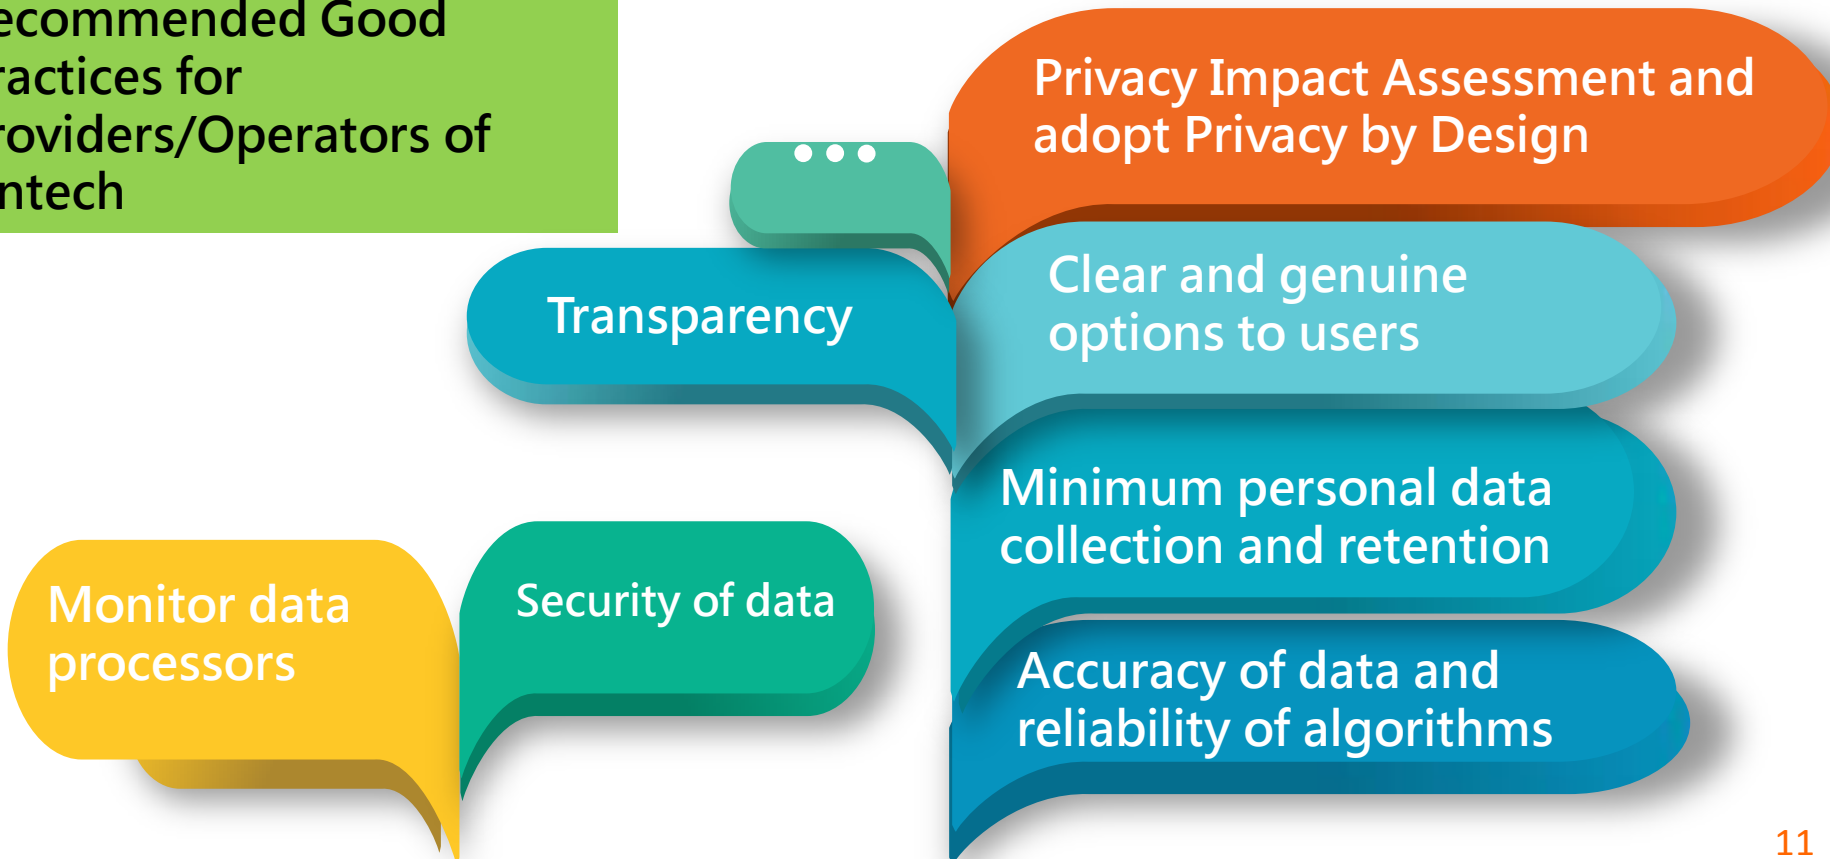 ecommended Good
ractices for
roviders/Operators of
ntech
Privacy Impact Assessment and
adopt Privacy by Design
Transparency
Clear and genuine
options to users
Minimum personal data
collection and retention
Monitor data
processors
Security of data
Accuracy of data and
reliability of algorithms
11